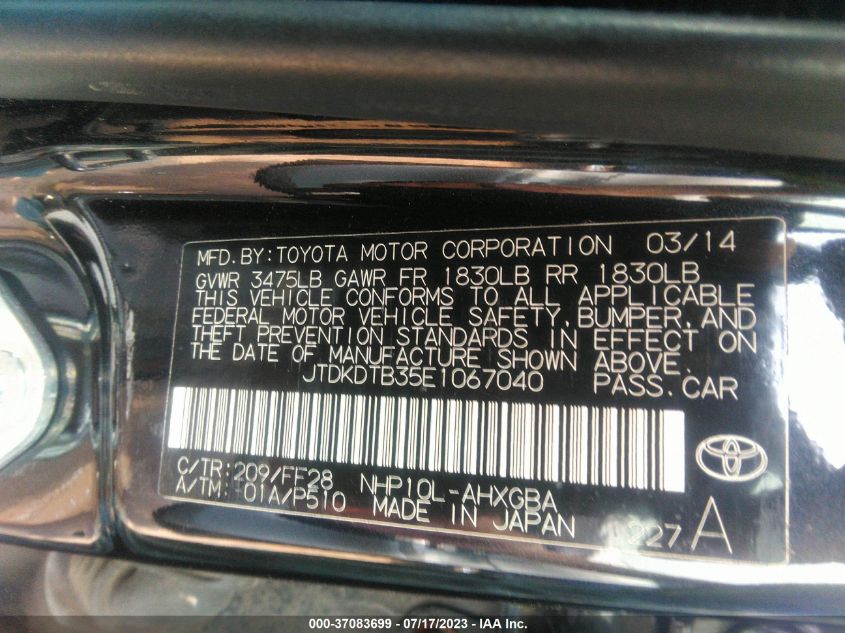 MFD. BY: TOYOTA MOTOR CORPORATION 03/14
GVWR 3475LB GAWR FR 1830LB RR 1830LB
THIS VEHICLE CONFORMS TO ALL APPLICABLE
FEDERAL MOTOR VEHICLE SAFETY, BUMPER, AND
THEFT PREVENTION STANDARDS IN EFFECT ON
THE DATE OF MANUFACTURE SHOWN ABOVE.
JTDKDTB35E1067040 PASS. CAR
C/TR: 209/FF28 NHP10L-AHXGBA
A/TM: 01A/P510 MADE IN JAPAN 227 A
000-37083699 / 07/17/2023 - IAA Inc.